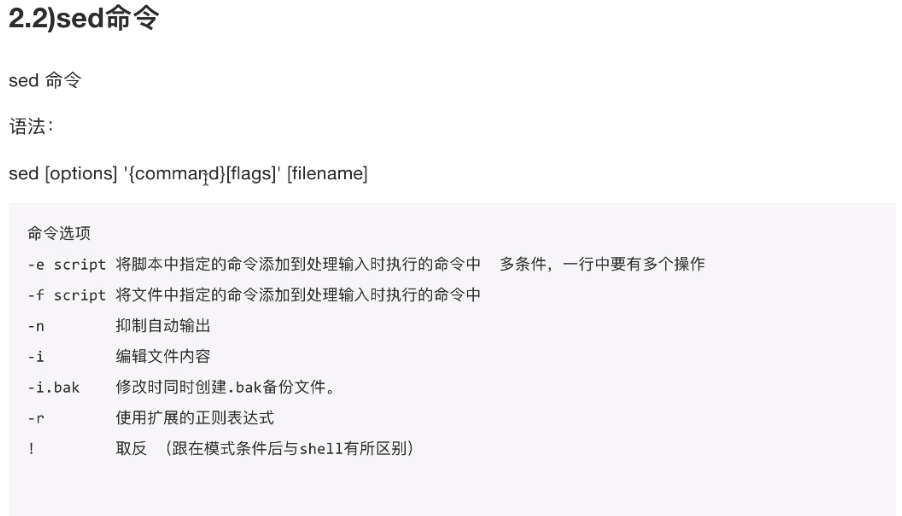 2.2)sed命令
sed 命令
语法：
sed [options] '{command}[flags]' [filename]
命令选项
-e script 将脚本中指定的命令添加到处理输入时执行的命令中  多条件，一行中要有多个操作
-f script 将文件中指定的命令添加到处理输入时执行的命令中
-n 抑制自动输出
-i 编辑文件内容
-i.bak 修改时同时创建.bak备份文件。
-r 使用扩展的正则表达式
! 取反 （跟在模式条件后与shell有所区别）